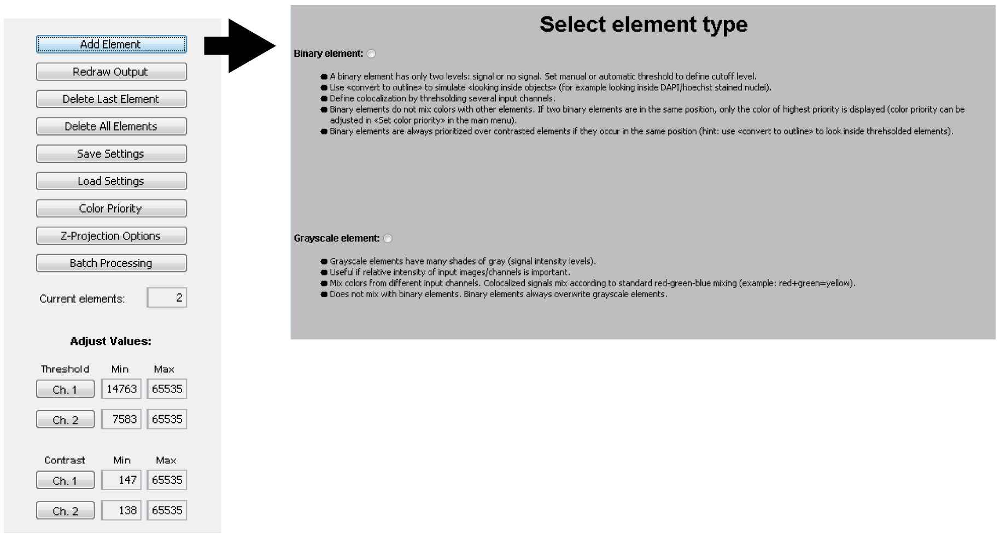 Add Element
Redraw Output
Delete Last Element
Delete All Elements
Save Settings
Load Settings
Color Priority
Z-Projection Options
Batch Processing
Current elements: 2
Adjust Values:
Threshold Min Max
Ch. 1 14763 65535
Ch. 2 7583 65535
Contrast Min Max
Ch. 1 147 65535
Ch. 2 138 65535
Select element type
Binary element:
A binary element has only two levels: signal or no signal. Set manual or automatic threshold to define cutoff level.
Use «convert to outline» to simulate «looking inside objects» (for example looking inside DAPI/hoechst stained nuclei).
Define colocalization by threhsolding several input channels.
Binary elements do not mix colors with other elements. If two binary elements are in the same position, only the color of highest priority is displayed (color priority can be
adjusted in «Set color priority» in the main menu).
Binary elements are always prioritized over contrasted elements if they occur in the same position (hint: use «convert to outline» to look inside threhsolded elements).
Grayscale element:
Grayscale elements have many shades of gray (signal intensity levels).
Useful if relative intensity of input images/channels is important.
Mix colors from different input channels. Colocalized signals mix according to standard red-green-blue mixing (example: red+green=yellow).
Does not mix with binary elements. Binary elements always overwrite grayscale elements.